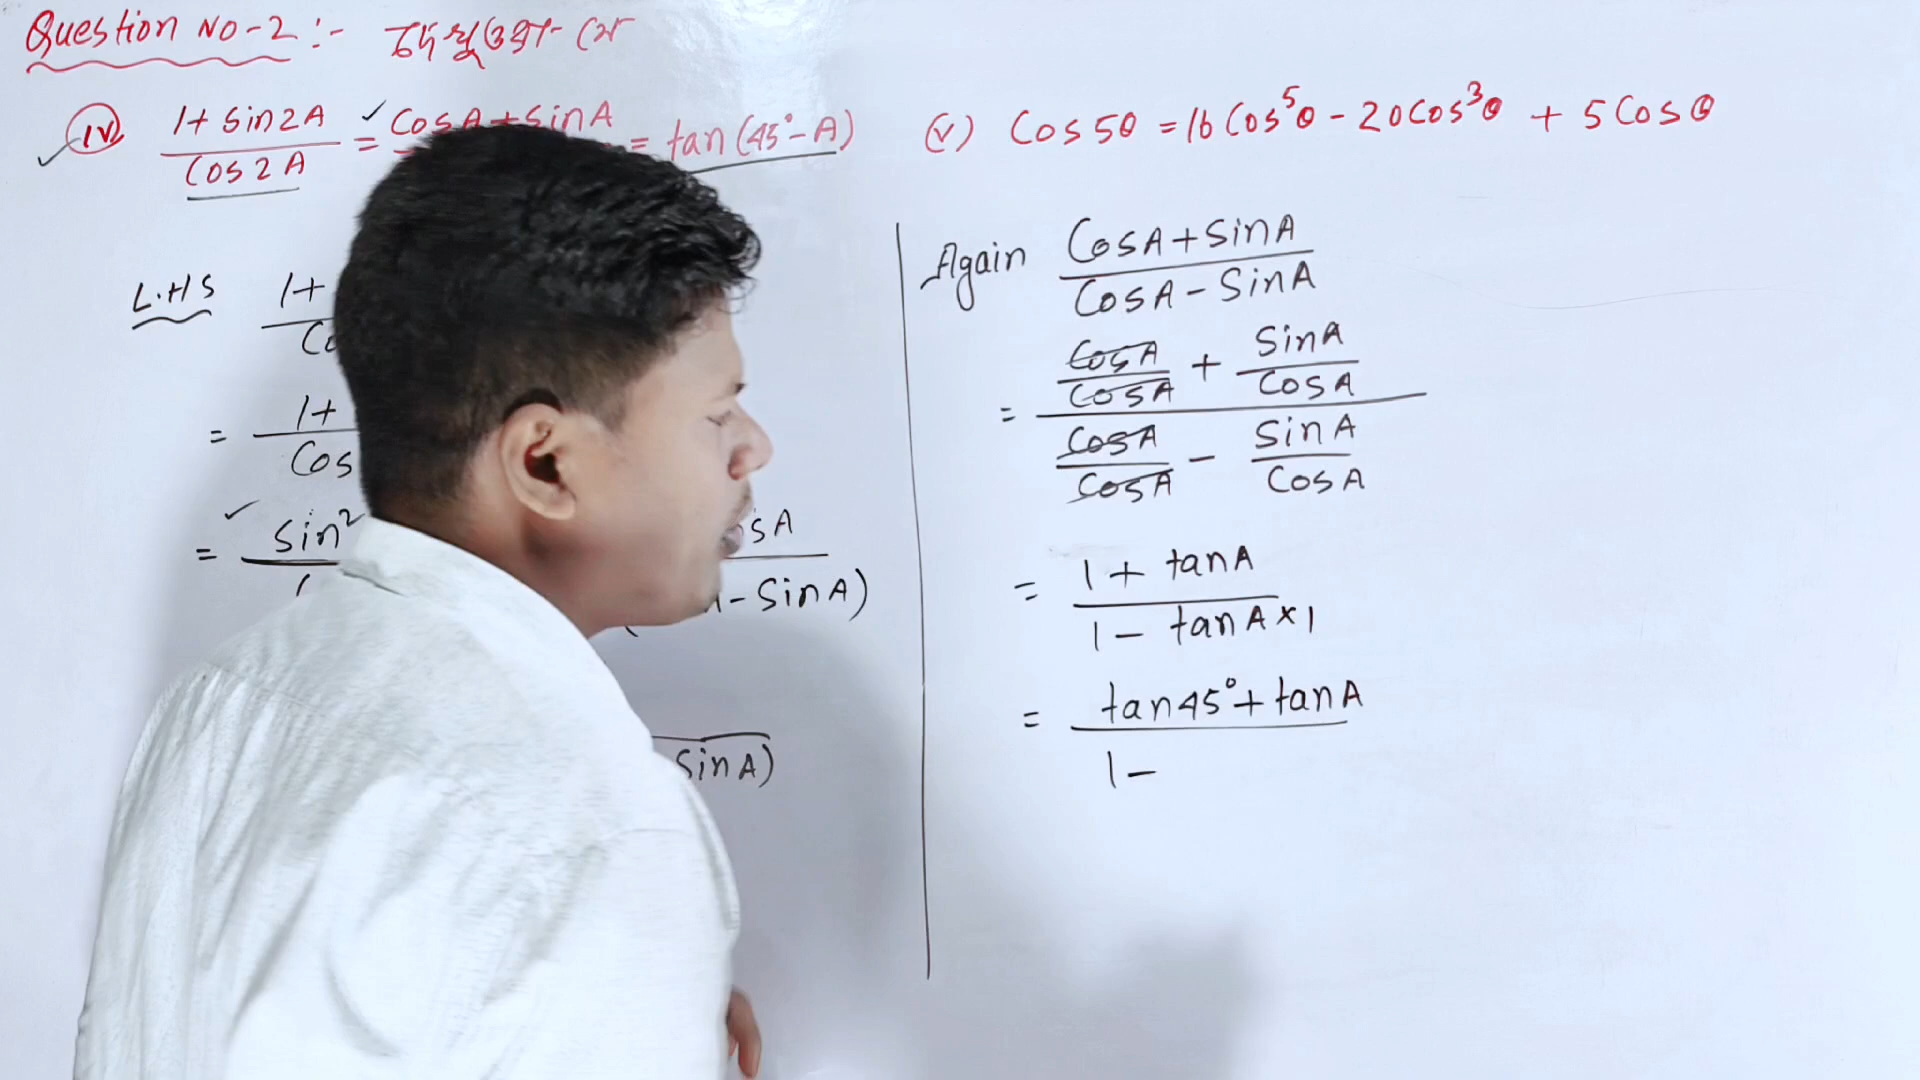 Question No-2 :-
(iv) 1+ Sin2A / Cos2A = CosA+SinA = tan (45°-A)
(v) Cos5θ = 16 Cos⁵θ - 20Cos³θ + 5Cosθ
L.H.S 1+
= 1+ / Cos
= Sin² SA / -SinA)
SinA)
Again CosA+SinA / CosA-SinA
= CosA/CosA + SinA/CosA / CosA/CosA - SinA/CosA
= 1 + tanA / 1 - tanA×1
= tan45°+tanA / 1-